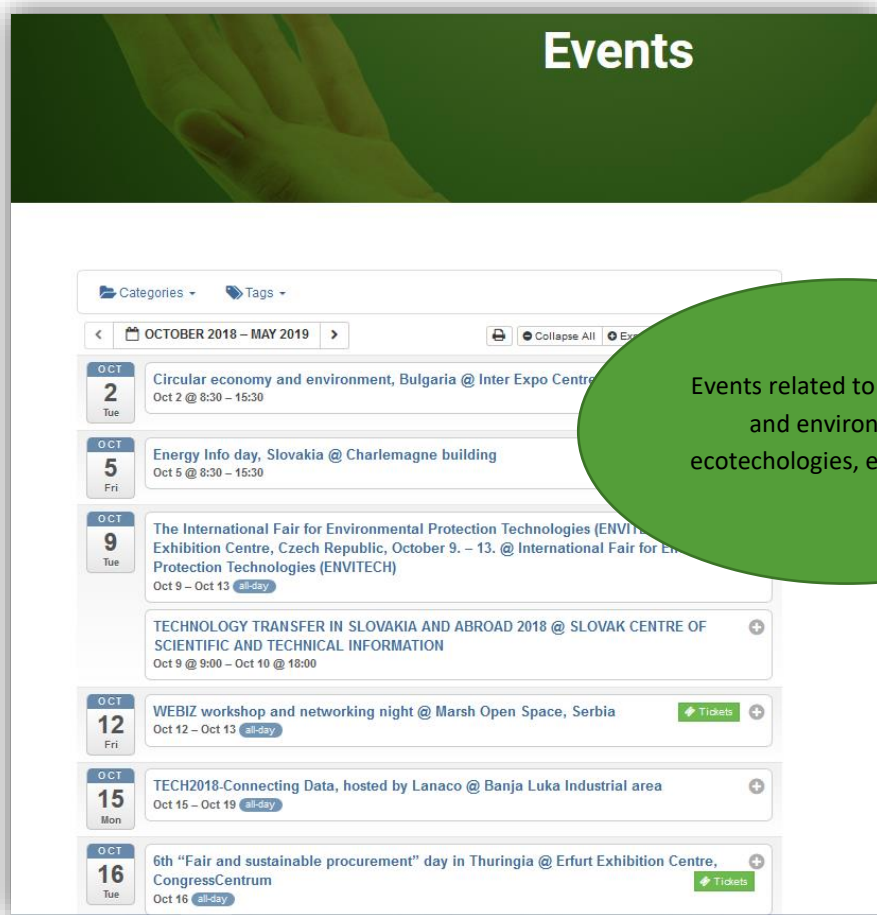 Events
Categories
Tags
OCTOBER 2018 – MAY 2019
Collapse All
OCT
2
Tue
Circular economy and environment, Bulgaria @ Inter Expo Centre
Oct 2 @ 8:30 – 15:30
OCT
5
Fri
Energy Info day, Slovakia @ Charlemagne building
Oct 5 @ 8:30 – 15:30
OCT
9
Tue
The International Fair for Environmental Protection Technologies
Exhibition Centre, Czech Republic, October 9. – 13. @ International Fair for
Protection Technologies (ENVITECH)
Oct 9 – Oct 13 all-day
TECHNOLOGY TRANSFER IN SLOVAKIA AND ABROAD 2018 @ SLOVAK CENTRE OF
SCIENTIFIC AND TECHNICAL INFORMATION
Oct 9 @ 9:00 – Oct 10 @ 18:00
OCT
12
Fri
WEBIZ workshop and networking night @ Marsh Open Space, Serbia
Tickets
Oct 12 – Oct 13 all-day
OCT
15
Mon
TECH2018-Connecting Data, hosted by Lanaco @ Banja Luka Industrial area
Oct 15 – Oct 19 all-day
OCT
16
Tue
6th “Fair and sustainable procurement” day in Thuringia @ Erfurt Exhibition Centre,
CongressCentrum
Tickets
Oct 16 all-day
Events related to
and
ecotechologies,